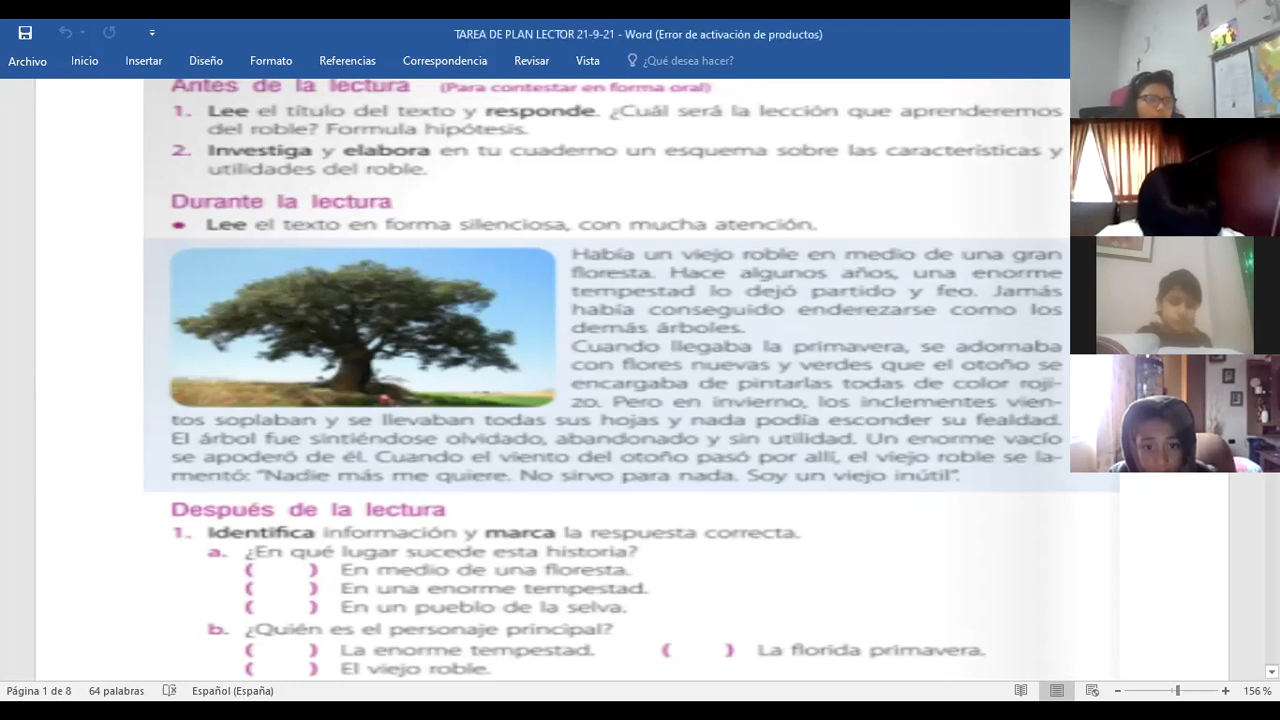 TAREA DE PLAN LECTOR 21-9-21 - Word (Error de activación de productos)
Archivo Inicio Insertar Diseño Formato Referencias Correspondencia Revisar Vista ¿Qué desea hacer?
Antes de la lectura (Para contestar en forma oral)
1. Lee el título del texto y responde. ¿Cuál será la lección que aprenderemos
del roble? Formula hipótesis.
2. Investiga y elabora en tu cuaderno un esquema sobre las características y
utilidades del roble.
Durante la lectura
• Lee el texto en forma silenciosa, con mucha atención.
Había un viejo roble en medio de una gran
floresta. Hace algunos años, una enorme
tempestad lo dejó partido y feo. Jamás
había conseguido enderezarse como los
demás árboles.
Cuando llegaba la primavera, se adornaba
con flores nuevas y verdes que el otoño se
encargaba de pintarlas todas de color roji-
zo. Pero en invierno, los inclementes vien-
tos soplaban y se llevaban todas sus hojas y nada podía esconder su fealdad.
El árbol fue sintiéndose olvidado, abandonado y sin utilidad. Un enorme vacío
se apoderó de él. Cuando el viento del otoño pasó por allí, el viejo roble se la-
mentó: “Nadie más me quiere. No sirvo para nada. Soy un viejo inútil”.
Después de la lectura
1. Identifica información y marca la respuesta correcta.
a. ¿En qué lugar sucede esta historia?
( ) En medio de una floresta.
( ) En una enorme tempestad.
( ) En un pueblo de la selva.
b. ¿Quién es el personaje principal?
( ) La enorme tempestad. ( ) La florida primavera.
( ) El viejo roble.
Página 1 de 8 64 palabras Español (España) 156 %